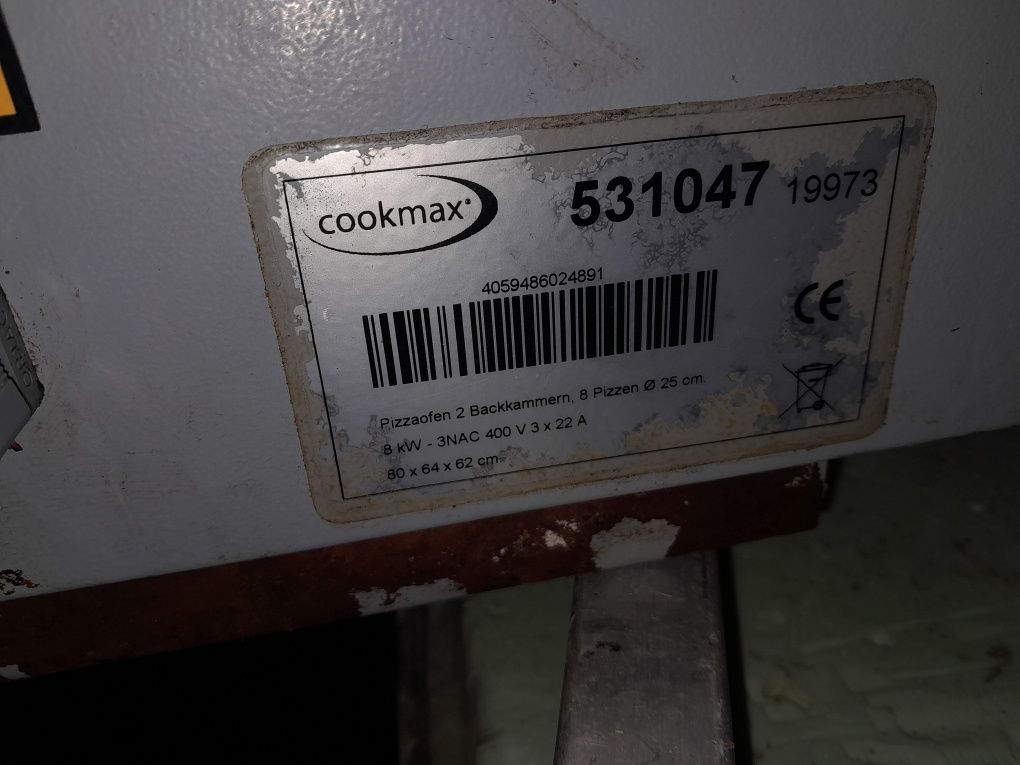 cookmax®
531047 19973
4059486024891
CE
Pizzaofen 2 Backkammern, 8 Pizzen Ø 25 cm.
8 kW - 3NAC 400 V 3 x 22 A
80 x 64 x 62 cm.